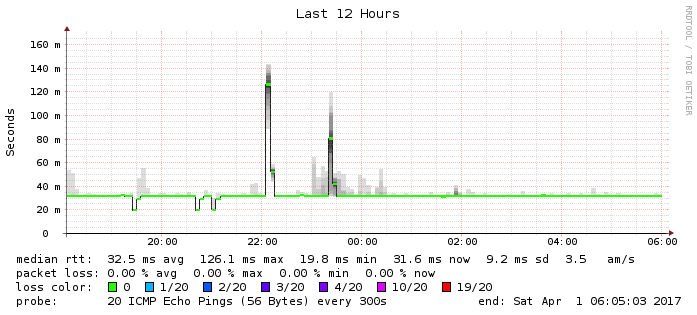 Last 12 Hours
RRDTOOL / TOBI OETIKER
Seconds
160 m
140 m
120 m
100 m
80 m
60 m
40 m
20 m
0
20:00 22:00 00:00 02:00 04:00 06:00
median rtt: 32.5 ms avg 126.1 ms max 19.8 ms min 31.6 ms now 9.2 ms sd 3.5 am/s
packet loss: 0.00 % avg 0.00 % max 0.00 % min 0.00 % now
loss color: 0 1/20 2/20 3/20 4/20 10/20 19/20
probe: 20 ICMP Echo Pings (56 Bytes) every 300s end: Sat Apr 1 06:05:03 2017